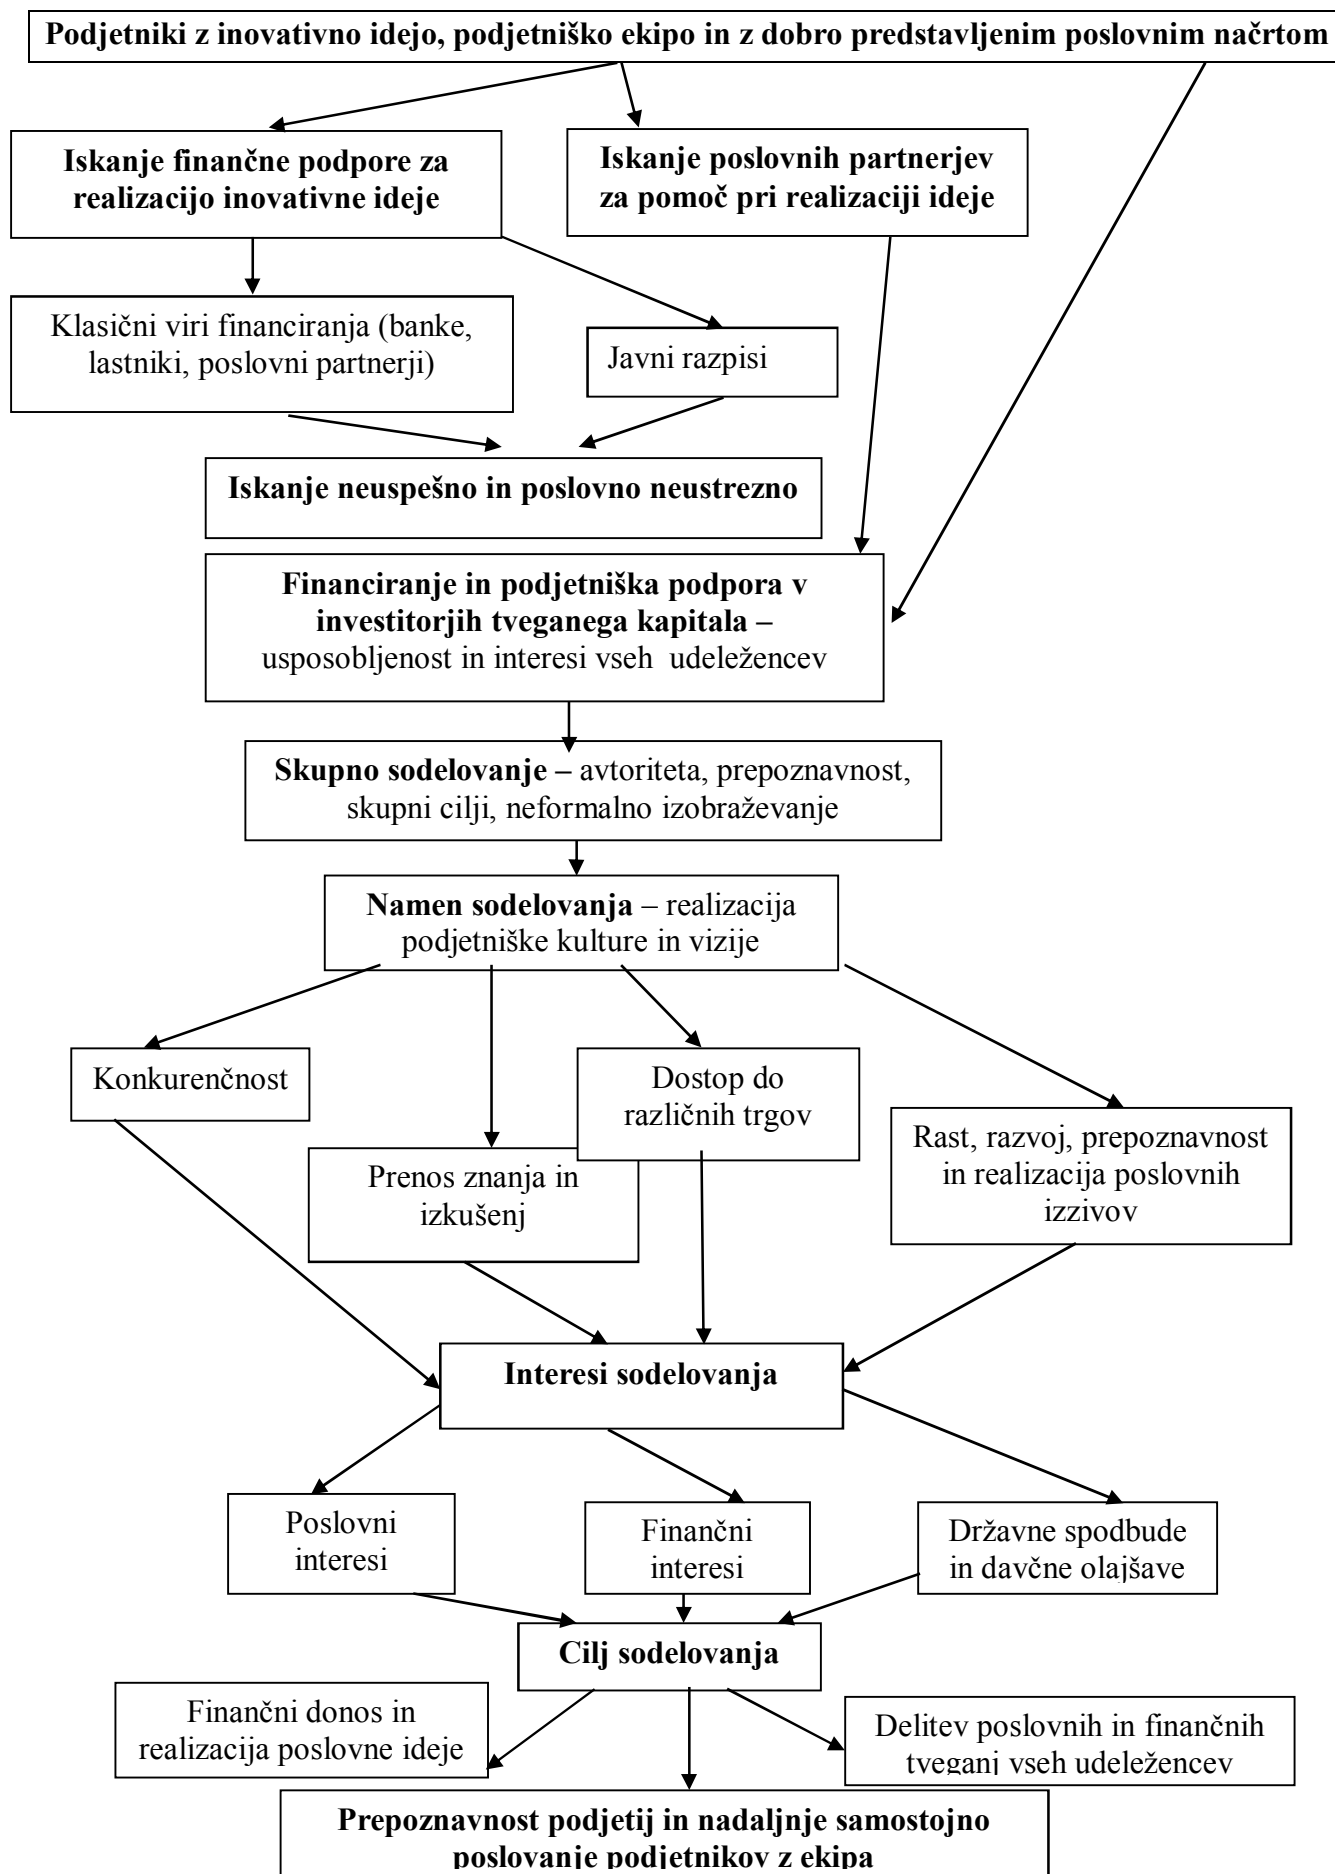 Podjetniki z inovativno idejo, podjetniško ekipo in z dobro predstavljenim poslovnim načrtom
Iskanje finančne podpore za
realizacijo inovativne ideje
Iskanje poslovnih partnerjev
za pomoč pri realizaciji ideje
Klasični viri financiranja (banke,
lastniki, poslovni partnerji)
Javni razpisi
Iskanje neuspešno in poslovno neustrezno
Financiranje in podjetniška podpora v
investitorjih tveganega kapitala –
usposobljenost in interesi vseh udeležencev
Skupno sodelovanje – avtoriteta, prepoznavnost,
skupni cilji, neformalno izobraževanje
Namen sodelovanja – realizacija
podjetniške kulture in vizije
Konkurenčnost
Prenos znanja in
izkušenj
Dostop do
različnih trgov
Rast, razvoj, prepoznavnost
in realizacija poslovnih
izzivov
Interesi sodelovanja
Poslovni
interesi
Finančni
interesi
Državne spodbude
in davčne olajšave
Cilj sodelovanja
Finančni donos in
realizacija poslovne ideje
Delitev poslovnih in finančnih
tveganj vseh udeležencev
Prepoznavnost podjetij in nadaljnje samostojno
poslovanje podjetnikov z ekipa